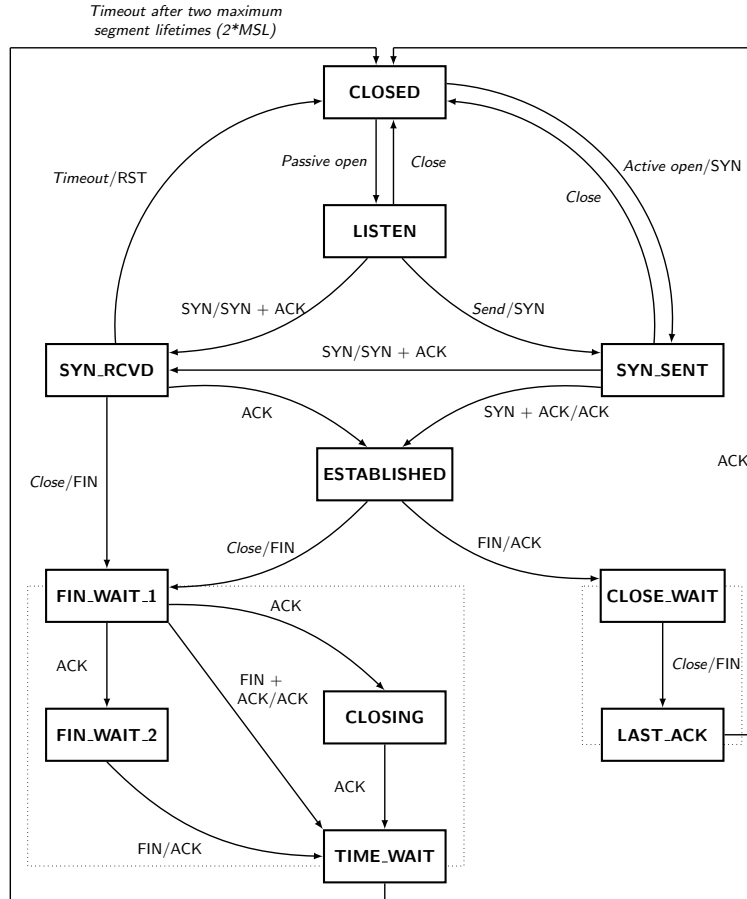 Timeout after two maximum
segment lifetimes (2*MSL)
CLOSED
Passive open
Close
Timeout/RST
Active open/SYN
Close
LISTEN
SYN/SYN + ACK
Send/SYN
SYN_RCVD
SYN/SYN + ACK
SYN_SENT
ACK
SYN + ACK/ACK
ESTABLISHED
ACK
Close/FIN
Close/FIN
FIN/ACK
FIN_WAIT_1
CLOSE_WAIT
ACK
ACK
FIN +
ACK/ACK
Close/FIN
CLOSING
FIN_WAIT_2
LAST_ACK
ACK
FIN/ACK
TIME_WAIT